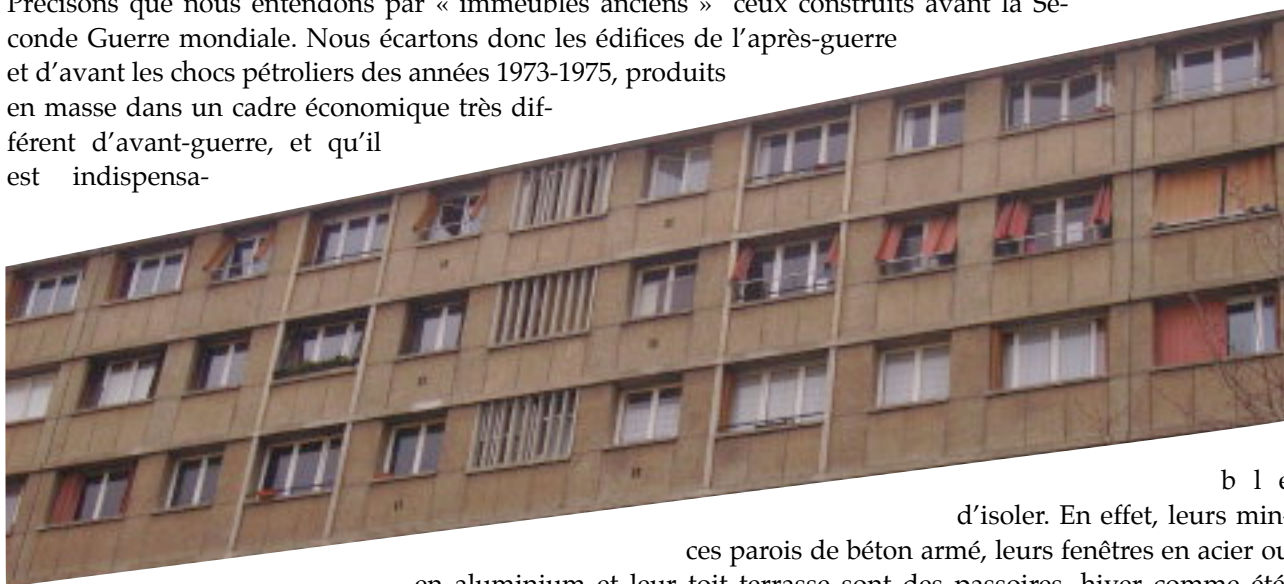 Précisons que nous entendons par « immeubles anciens » ceux construits avant la Se-
conde Guerre mondiale. Nous écartons donc les édifices de l'après-guerre
et d'avant les chocs pétroliers des années 1973-1975, produits
en masse dans un cadre économique très dif-
férent d'avant-guerre, et qu'il
est indispensa-
b l e
d'isoler. En effet, leurs min-
ces parois de béton armé, leurs fenêtres en acier ou
en aluminium et leur toit terrasse sont des passoires, hiver comme été